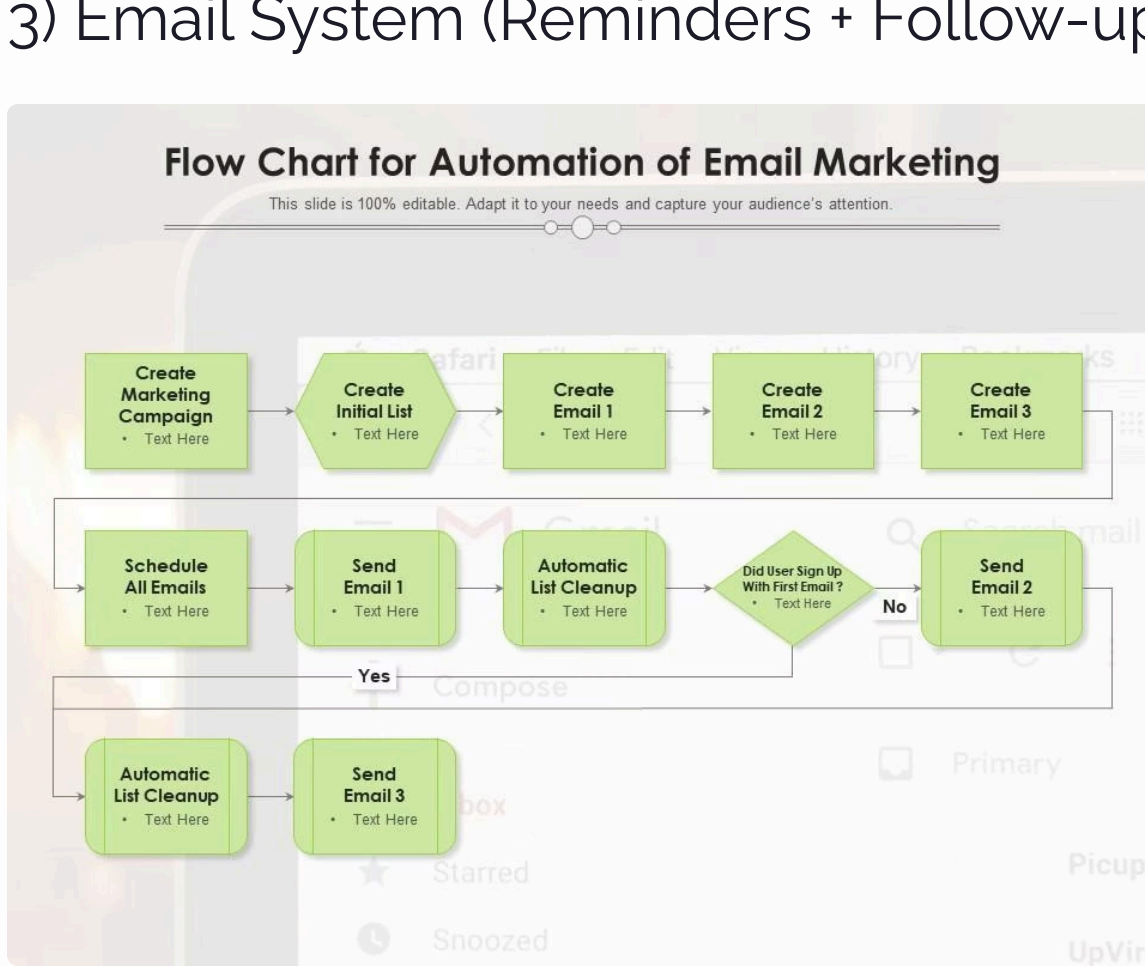 3) Email System (Reminders + Follow-up
Flow Chart for Automation of Email Marketing
This slide is 100% editable. Adapt it to your needs and capture your audience's attention.
Create
Marketing
Campaign
• Text Here
Create
Initial List
• Text Here
Create
Email 1
• Text Here
Create
Email 2
• Text Here
Create
Email 3
• Text Here
Schedule
All Emails
• Text Here
Send
Email 1
• Text Here
Automatic
List Cleanup
• Text Here
Did User Sign Up
With First Email ?
• Text Here
No
Send
Email 2
• Text Here
Yes
Automatic
List Cleanup
• Text Here
Send
Email 3
• Text Here
Gmail
Search mail
Compose
Primary
Starred
Snoozed
Picup
UpVir